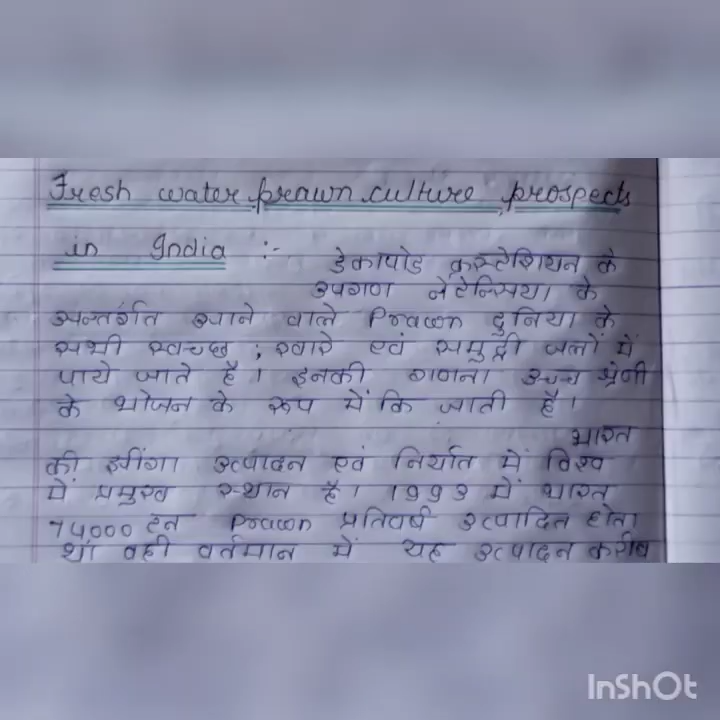 Fresh water prawn culture prospects
in India :-
डेकापोड क्रस्टेशियन के
उपगण नेटेन्सिया के
अन्तर्गत आने वाले Prawn दुनिया के
सभी स्वच्छ ; खारे एवं समुद्री जलों में
पाये जाते है। इनकी गणना उच्च श्रेणी
के भोजन के रूप में कि जाती है।
भारत
की झींगा उत्पादन एवं निर्यात में विश्व
में प्रमुख स्थान है। 1993 में भारत
74000 टन Prawn प्रतिवर्ष उत्पादित होता
था वही वर्तमान में यह उत्पादन करीब
InShOt